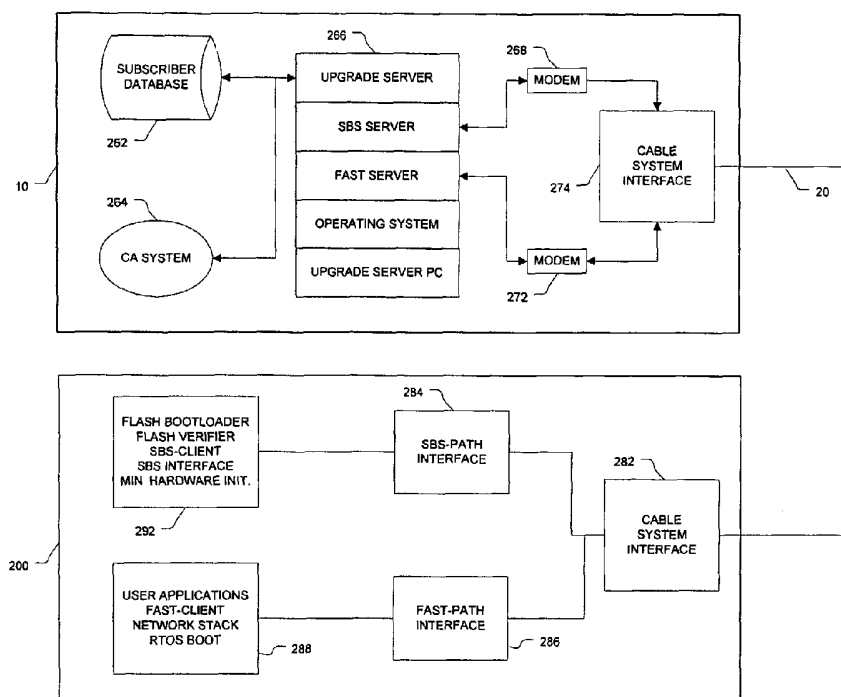 266
268
SUBSCRIBER
DATABASE
UPGRADE SERVER
MODEM
262
SBS SERVER
CABLE
SYSTEM
INTERFACE
10
FAST SERVER
274
20
264
OPERATING SYSTEM
CA SYSTEM
UPGRADE SERVER PC
MODEM
272
284
FLASH BOOTLOADER
FLASH VERIFIER
SBS-CLIENT
SBS INTERFACE
MIN HARDWARE INIT.
SBS-PATH
INTERFACE
282
292
CABLE
SYSTEM
INTERFACE
200
USER APPLICATIONS
FAST-CLIENT
NETWORK STACK
RTOS BOOT
FAST-PATH
INTERFACE
288
286